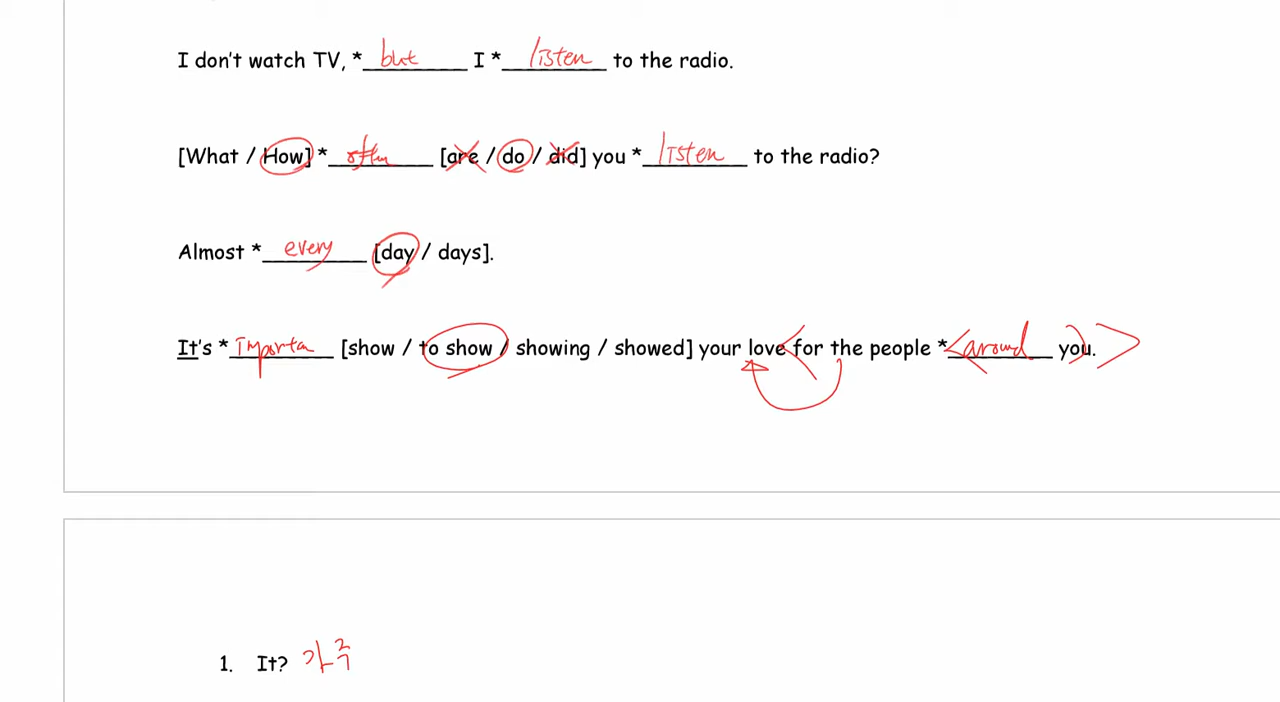 I don't watch TV, * but I * listen to the radio.
[What / How] * often [are / do / did] you * listen to the radio?
Almost * every [day / days].
It's * Importan [show / to show / showing / showed] your love for the people * around you.
1. It? 가주